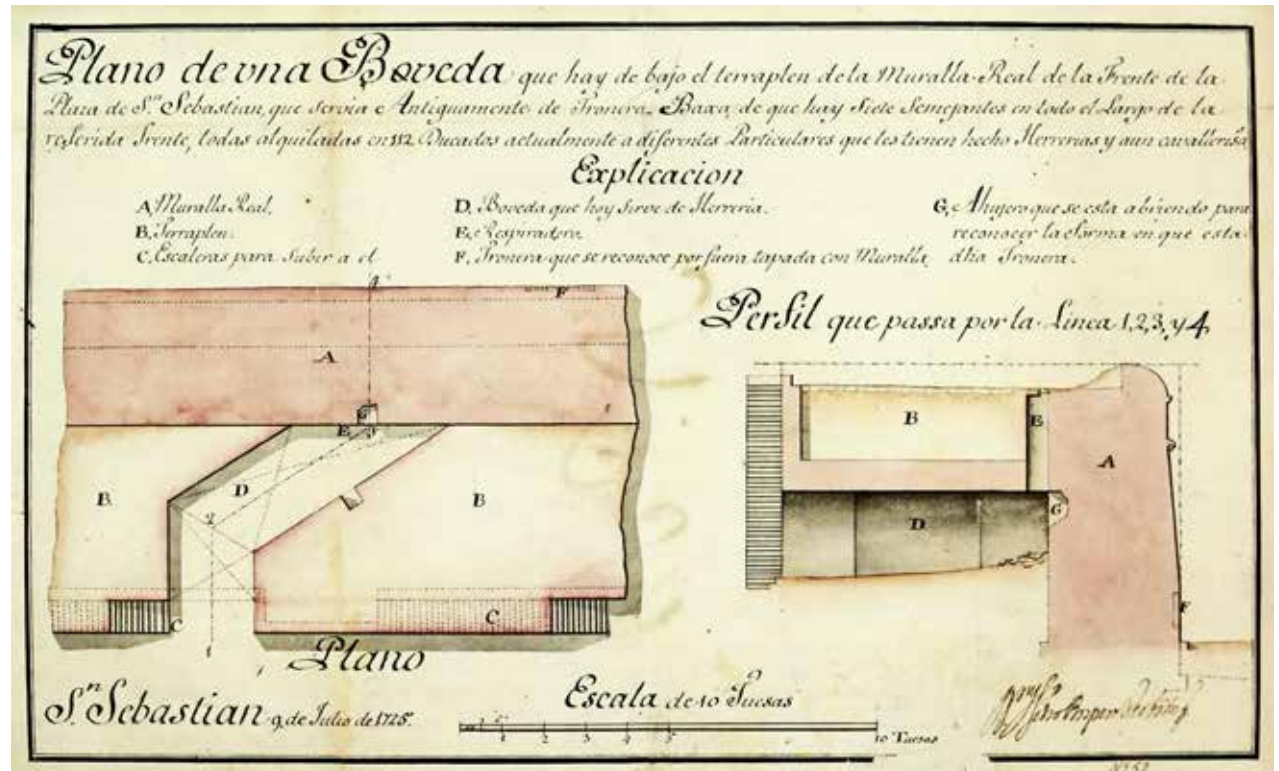 Plano de vna Boveda que hay de bajo el terraplen de la Muralla Real de la Frente de la
Plaza de Sn. Sebastian, que servia Antiguamente de Tronera Baxa, de que hay Siete Semejantes en todo el Largo de la
referida frente, todas alquiladas en 112 Ducados actualmente a diferentes Particulares que les tienen hecho Herrerias y aun cavallerisa
Explicacion
A, Muralla Real,
B, Terraplen.
C, Escaleras para Subir a el
D. Boveda que hoy Sirve de Herreria.
E, Respiradero
F. Tronera que se reconoce por fuera tapada con Muralla
G, Ahujero que se esta abriendo para
reconocer la forma en que esta
dha Tronera.
Perfil que passa por la Linea 1, 2, 3, y 4
F
A
E
B
D
B
C
C
B
E
A
D
G
F
Plano
Sn. Sebastian 9 de Julio de 1725.
Escala de 10 Tuesas
1 2 3 4 5 10 Tuesas